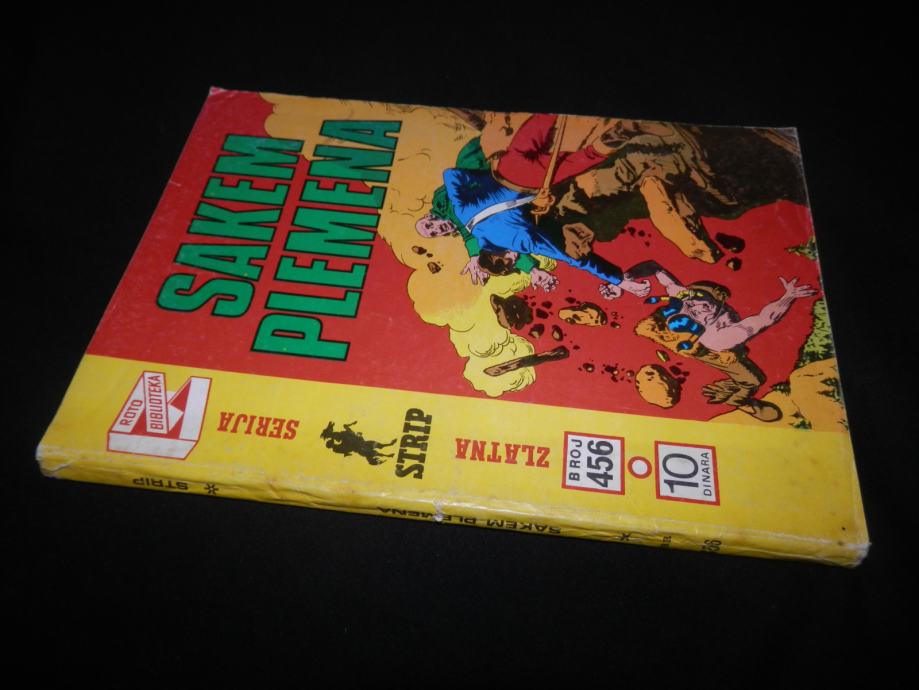 SAKEM
PLEMENA
ROTO
BIBLIOTEKA
ZLATNA
STRIP
SERIJA
BROJ
456
10
DINARA
STRIP * SAKEM PLEMENA *